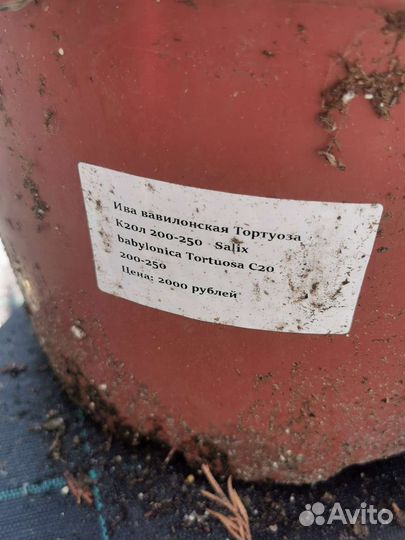 Ива вавилонская Тортуоза
К20л 200-250 Salix
babylonica Tortuosa C20
200-250
Цена: 2000 рублей
Avito